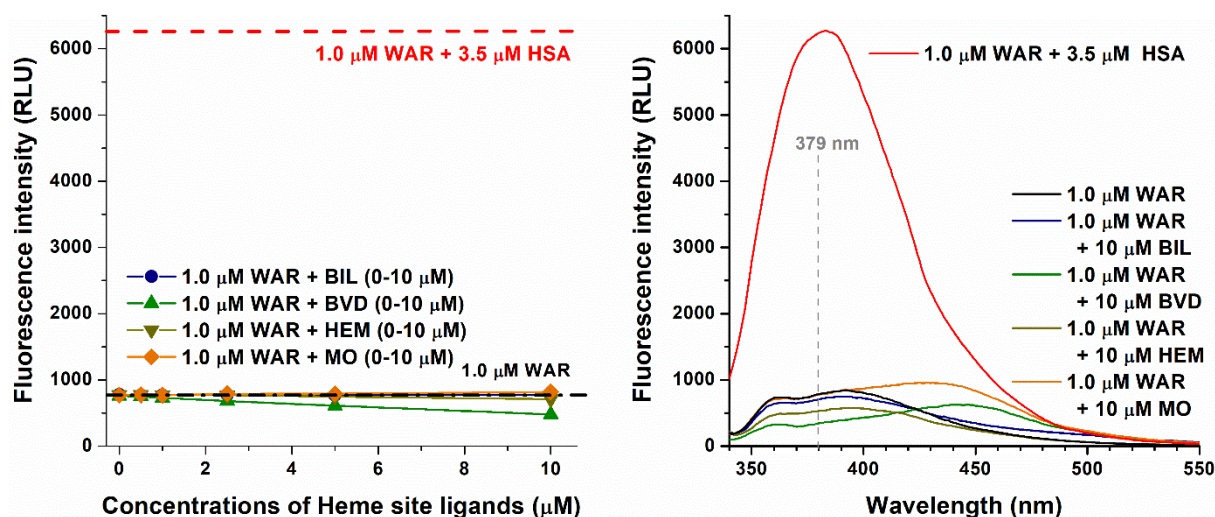 Fluorescence intensity (RLU)
6000
5000
4000
3000
2000
1000
0
1.0 μM WAR + 3.5 μM HSA
1.0 μM WAR + BIL (0-10 μM)
1.0 μM WAR + BVD (0-10 μM)
1.0 μM WAR + HEM (0-10 μM)
1.0 μM WAR + MO (0-10 μM)
1.0 μM WAR
0 2 4 6 8 10
Concentrations of Heme site ligands (μM)
Fluorescence intensity (RLU)
6000
5000
4000
3000
2000
1000
0
1.0 μM WAR + 3.5 μM HSA
379 nm
1.0 μM WAR
1.0 μM WAR
+ 10 μM BIL
1.0 μM WAR
+ 10 μM BVD
1.0 μM WAR
+ 10 μM HEM
1.0 μM WAR
+ 10 μM MO
350 400 450 500 550
Wavelength (nm)